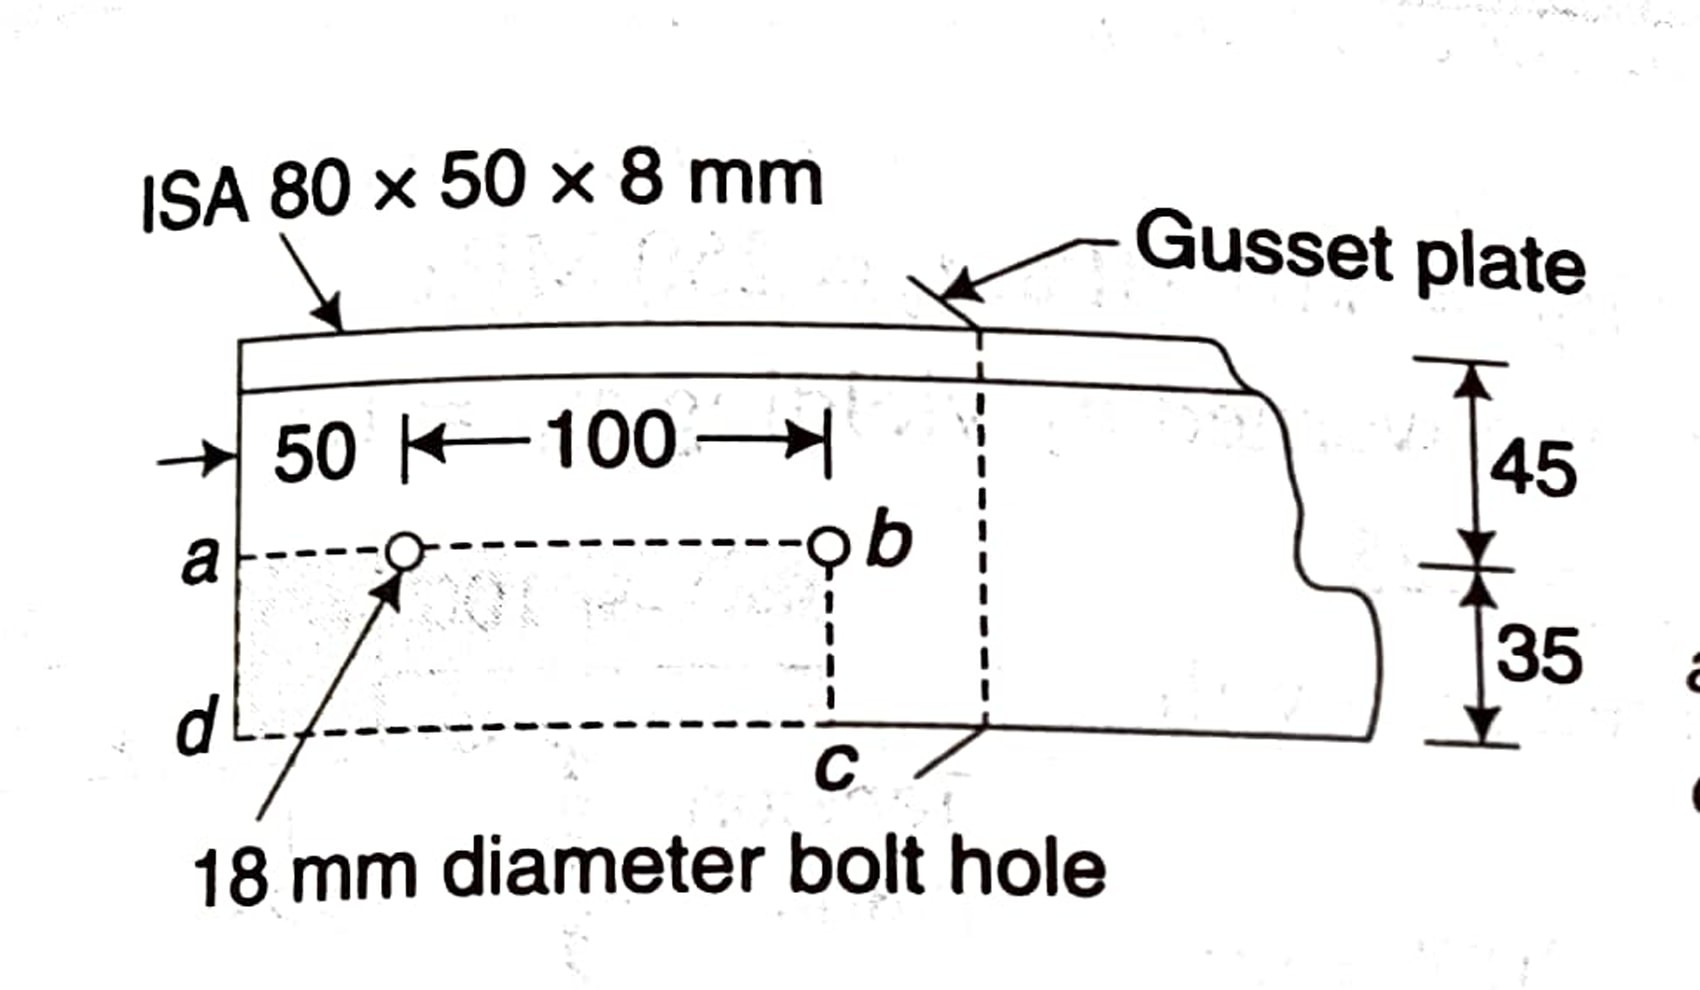 ISA 80 × 50 × 8 mm
Gusset plate
50
100
45
a
b
35
d
c
18 mm diameter bolt hole